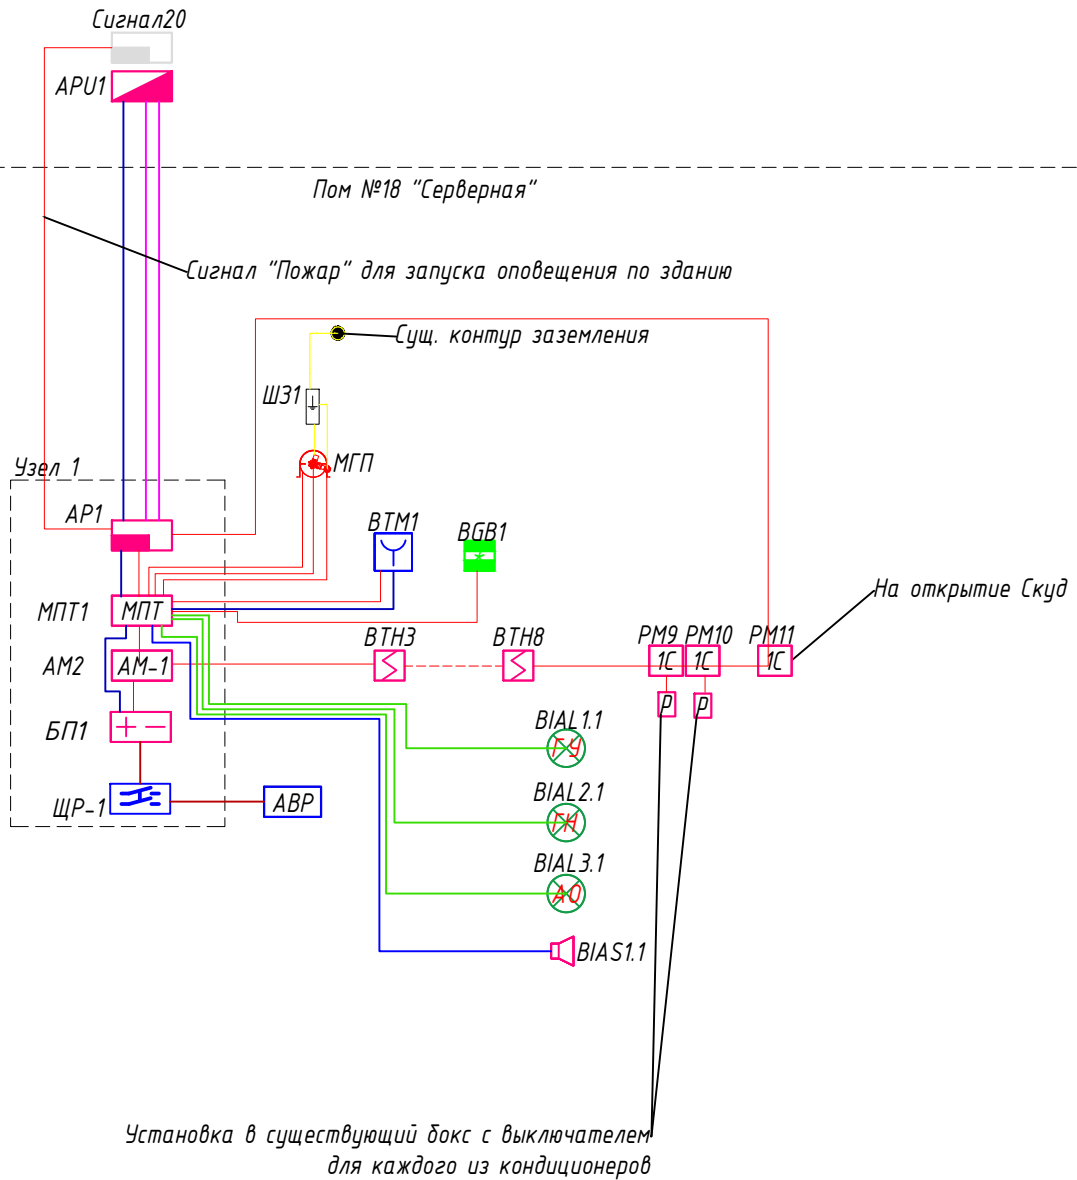 Сигнал20
APU1
Пом №18 "Серверная"
Сигнал "Пожар" для запуска оповещения по зданию
Сущ. контур заземления
ШЗ1
МГП
Узел 1
АР1
ВТМ1
BGB1
На открытие Скуд
МПТ1
МПТ
ВТН3
ВТН8
РМ9
РМ10
РМ11
АМ2
АМ-1
1С
1С
1С
Р
Р
БП1
BIAL1.1
ГУ
ЩР-1
АВР
BIAL2.1
ГН
BIAL3.1
АО
BIAS1.1
Установка в существующий бокс с выключателем
для каждого из кондиционеров